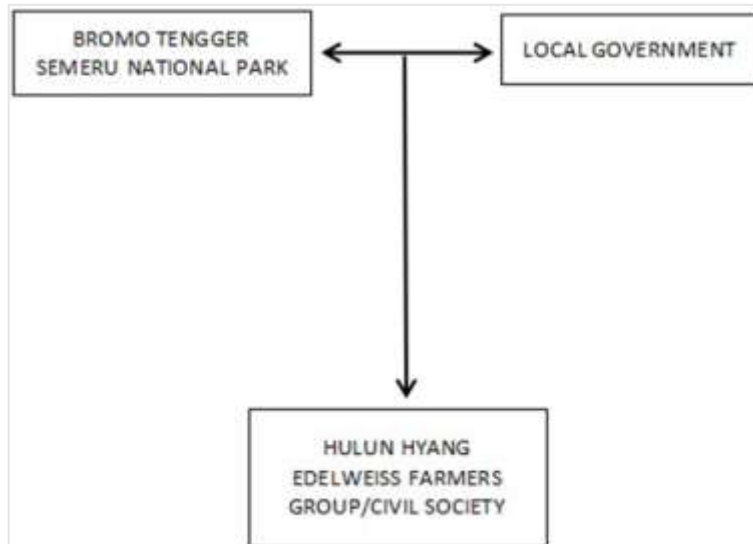 BROMO TENGGER
SEMERU NATIONAL PARK
LOCAL GOVERNMENT
HULUN HYANG
EDELWEISS FARMERS
GROUP/CIVIL SOCIETY